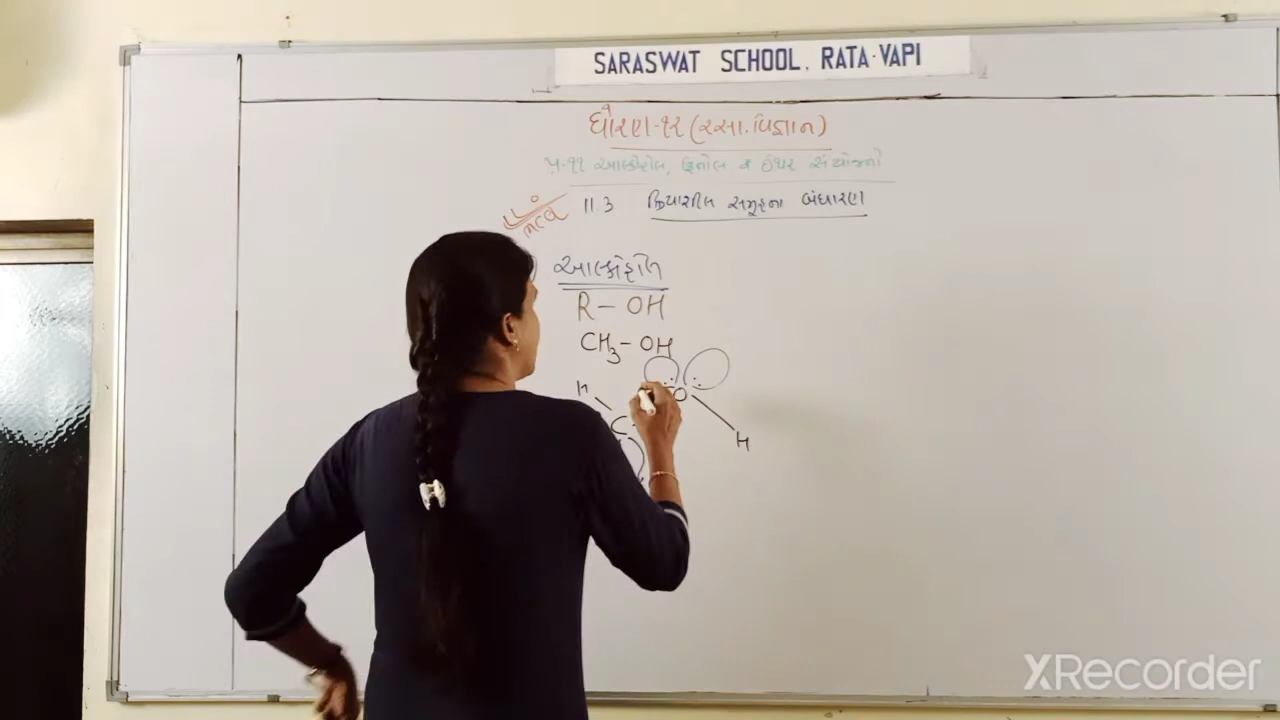 SARASWAT SCHOOL, RATA-VAPI
ધોરણ-૧૨ (રસા. વિજ્ઞાન)
પ્ર-૧૧ આલ્કોહોલ, ફિનોલ અને ઈથર સંયોજનો
MCQ
11.3 ક્રિયાશીલ સમૂહના બંધારણ
આલ્કોહોલ
R – OH
CH3 – OH
H
O
C
H
XRecorder